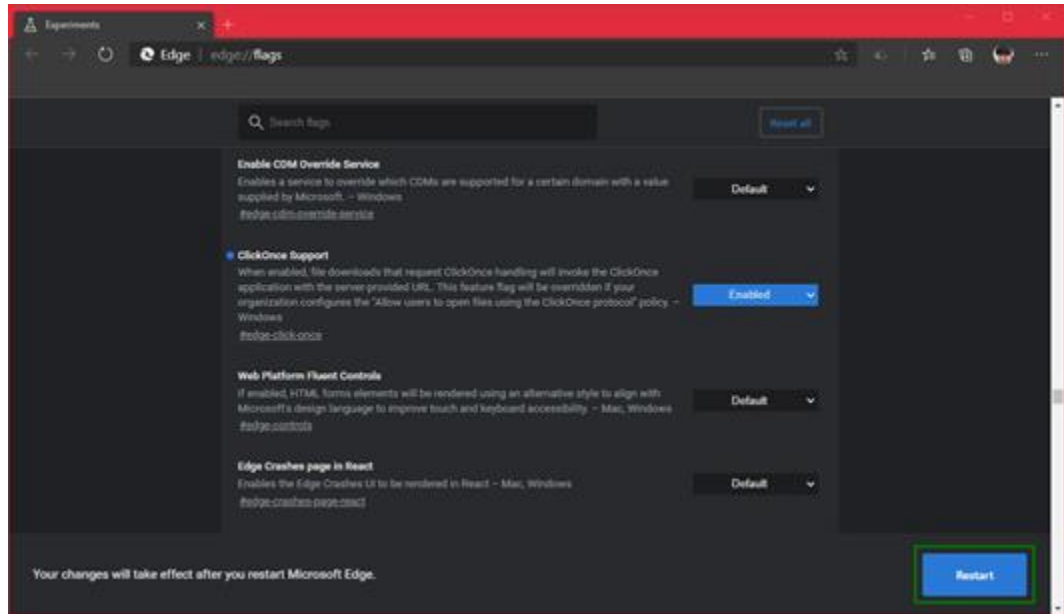 Experiments
Edge | edge://flags
Search flags
Reset all
Enable CDM Override Service
Enables a service to override which CDMs are supported for a certain domain with a value
supplied by Microsoft. – Windows
#edge-cdm-override-service
Default
ClickOnce Support
When enabled, file downloads that request ClickOnce handling will invoke the ClickOnce
application with the server-provided URL. This feature flag will be overridden if your
organization configures the "Allow users to open files using the ClickOnce protocol" policy. –
Windows
#edge-click-once
Enabled
Web Platform Fluent Controls
If enabled, HTML forms elements will be rendered using an alternative style to align with
Microsoft's design language to improve touch and keyboard accessibility. – Mac, Windows
#edge-controls
Default
Edge Crashes page in React
Enables the Edge Crashes UI to be rendered in React – Mac, Windows
#edge-crashes-page-react
Default
Your changes will take effect after you restart Microsoft Edge.
Restart